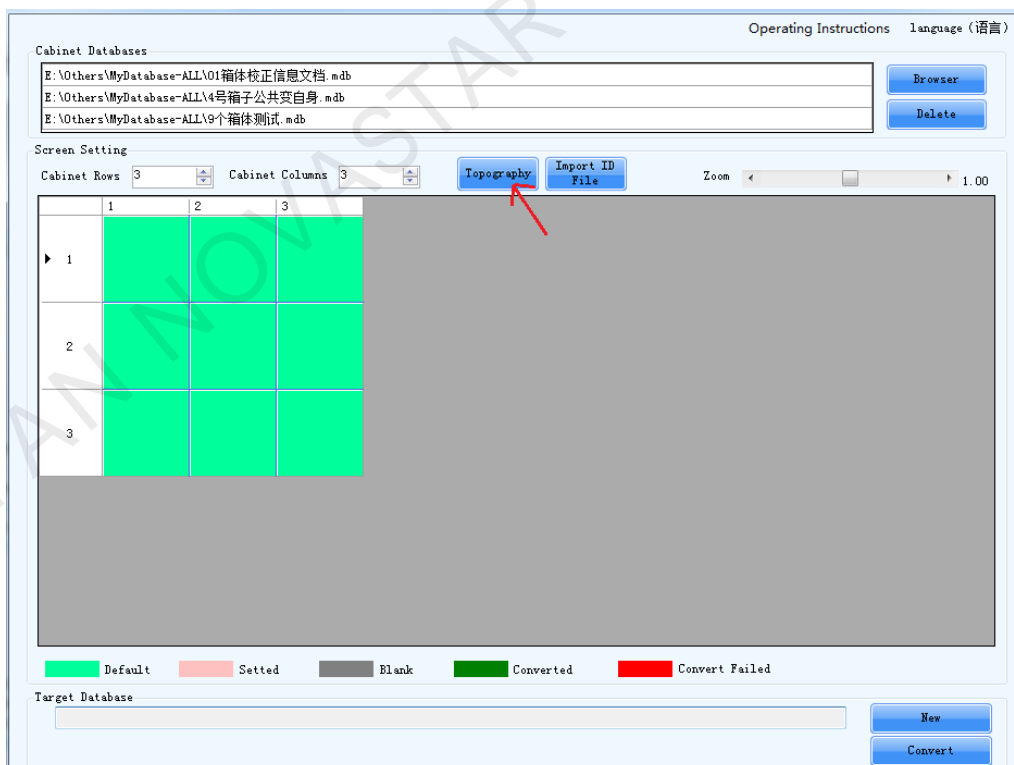 Operating Instructions language (语言)
Cabinet Databases
E:\Others\MyDatabase-ALL\01箱体校正信息文档.mdb
Browser
E:\Others\MyDatabase-ALL\4号箱子公共变自身.mdb
E:\Others\MyDatabase-ALL\9个箱体测试.mdb
Delete
Screen Setting
Cabinet Rows 3 Cabinet Columns 3 Topography Import ID File Zoom 1.00
1 2 3
1
2
3
Default Setted Blank Converted Convert Failed
Target Database
New
Convert
AN NOVASTAR